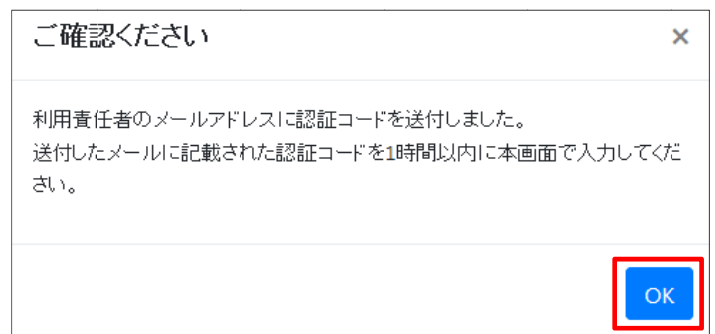 ご確認ください
×
利用責任者のメールアドレスに認証コードを送付しました。
送付したメールに記載された認証コードを1時間以内に本画面で入力してくだ
さい。
OK